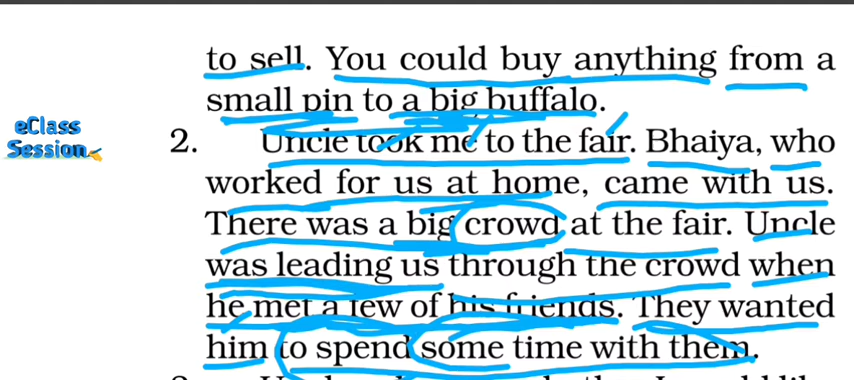 to sell. You could buy anything from a
small pin to a big buffalo.
eClass
Session
2. Uncle took me to the fair. Bhaiya, who
worked for us at home, came with us.
There was a big crowd at the fair. Uncle
was leading us through the crowd when
he met a few of his friends. They wanted
him to spend some time with them.